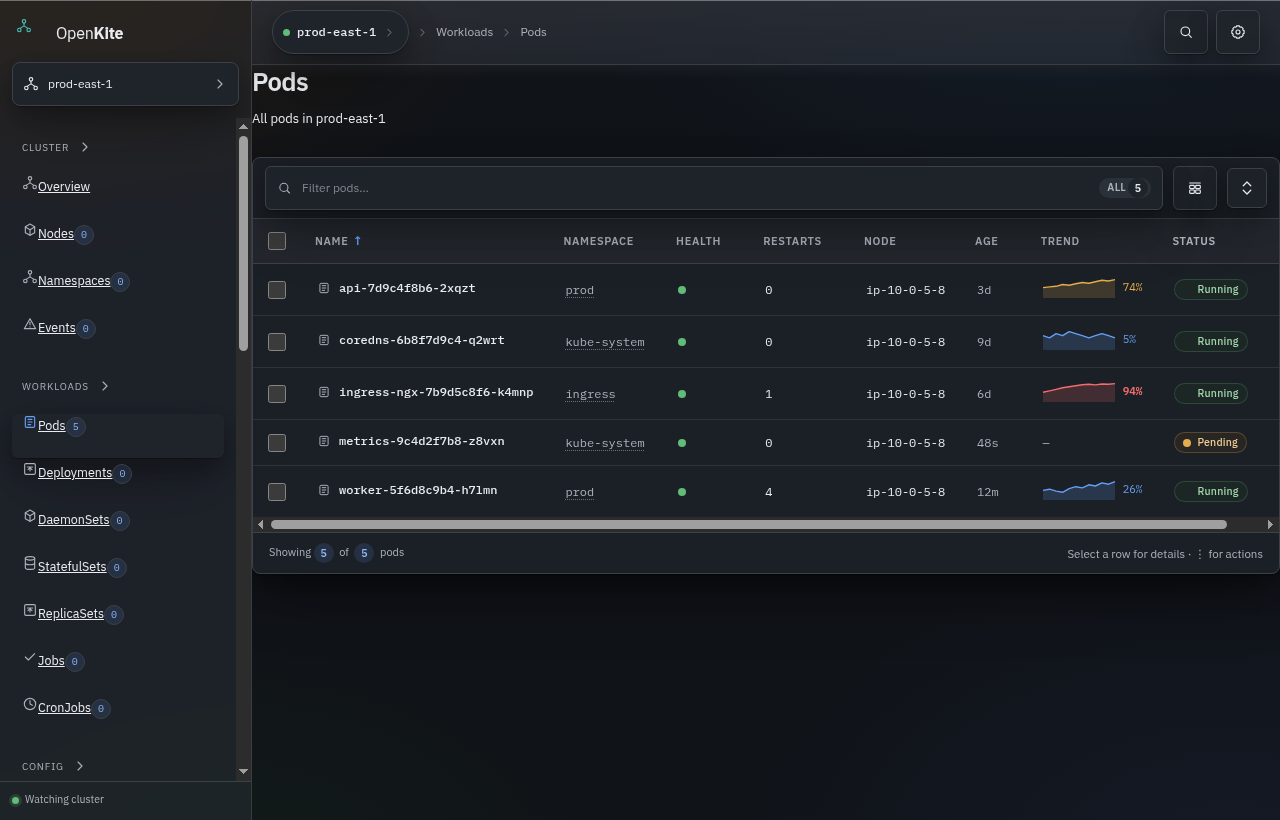 OpenKite
prod-east-1
CLUSTER
Overview
Nodes 0
Namespaces 0
Events 0
WORKLOADS
Pods 5
Deployments 0
DaemonSets 0
StatefulSets 0
ReplicaSets 0
Jobs 0
CronJobs 0
CONFIG
Watching cluster
prod-east-1 Workloads Pods
Pods
All pods in prod-east-1
Filter pods... ALL 5
NAME ↑ NAMESPACE HEALTH RESTARTS NODE AGE TREND STATUS
api-7d9c4f8b6-2xqzt prod 0 ip-10-0-5-8 3d 74% Running
coredns-6b8f7d9c4-q2wrt kube-system 0 ip-10-0-5-8 9d 5% Running
ingress-ngx-7b9d5c8f6-k4mnp ingress 1 ip-10-0-5-8 6d 94% Running
metrics-9c4d2f7b8-z8vxn kube-system 0 ip-10-0-5-8 48s — Pending
worker-5f6d8c9b4-h7lmn prod 4 ip-10-0-5-8 12m 26% Running
Showing 5 of 5 pods
Select a row for details · ⋮ for actions